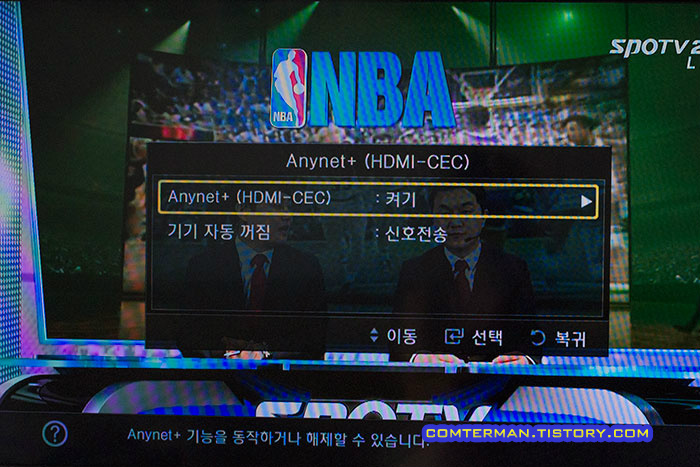 SPOTV2
L
NBA
NBA
Anynet+ (HDMI-CEC)
Anynet+ (HDMI-CEC) : 켜기
기기 자동 꺼짐 : 신호전송
이동 선택 복귀
SPOTV
Anynet+ 기능을 동작하거나 해제할 수 있습니다.
COMTERMAN.TISTORY.COM